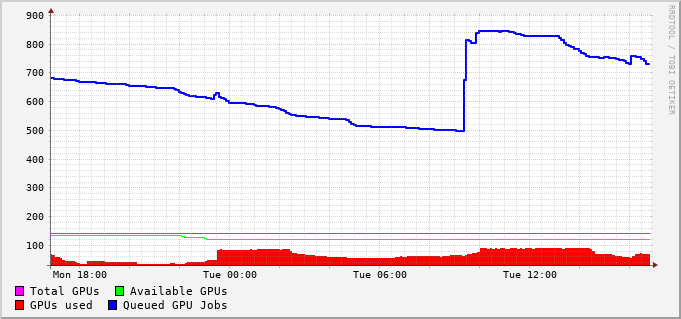 RRDTOOL / TOBI OETIKER
900
800
700
600
500
400
300
200
100
Mon 18:00 Tue 00:00 Tue 06:00 Tue 12:00
Total GPUs Available GPUs
GPUs used Queued GPU Jobs